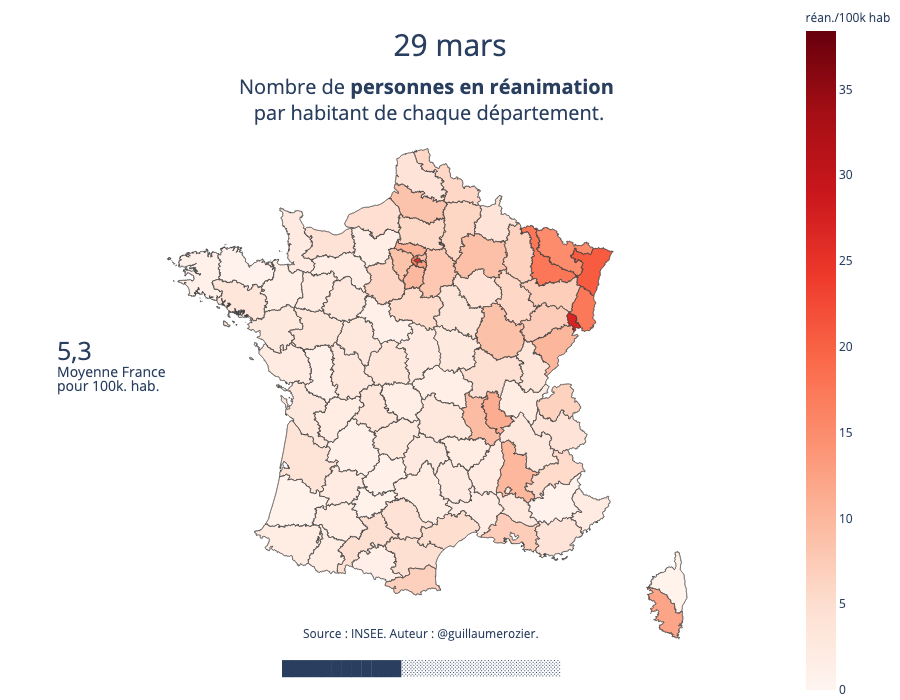 29 mars
Nombre de personnes en réanimation
par habitant de chaque département.
réan./100k hab
35
30
25
20
15
10
5
0
5,3
Moyenne France
pour 100k. hab.
Source : INSEE. Auteur : @guillaumerozier.